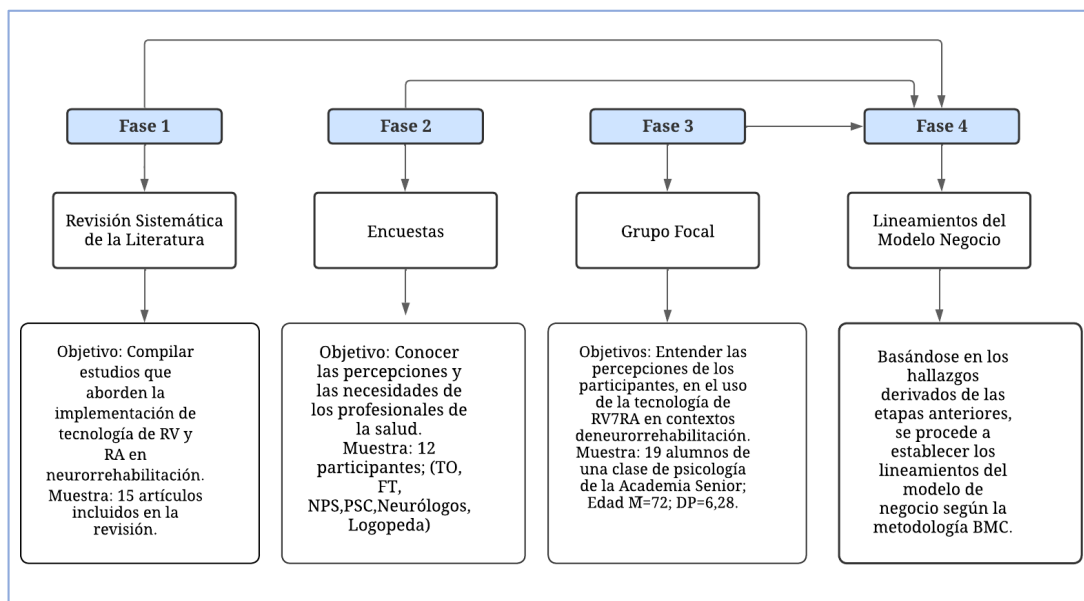 Fase 1
Fase 2
Fase 3
Fase 4
Revisión Sistemática
de la Literatura
Encuestas
Grupo Focal
Lineamientos del
Modelo Negocio
Objetivo: Compilar
estudios que
aborden la
implementación de
tecnología de RV y
RA en
neurorrehabilitación.
Muestra: 15 artículos
incluidos en la
revisión.
Objetivo: Conocer
las percepciones y
las necesidades de
los profesionales de
la salud.
Muestra: 12
participantes; (TO,
FT,
NPS,PSC,Neurólogos,
Logopeda)
Objetivos: Entender las
percepciones de los
participantes, en el uso
de la tecnología de
RV7RA en contextos
deneurorrehabilitación.
Muestra: 19 alumnos de
una clase de psicología
de la Academia Senior;
Edad M̅=72; DP=6,28.
Basándose en los
hallazgos
derivados de las
etapas anteriores,
se procede a
establecer los
lineamientos del
modelo de
negocio según la
metodología BMC.